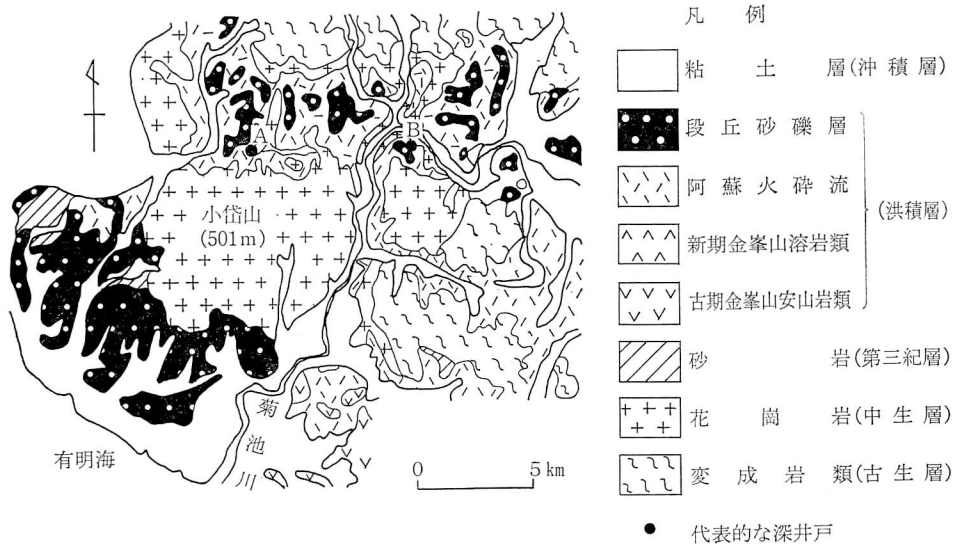 凡例
粘土層(沖積層)
段丘砂礫層
阿蘇火砕流
新期金峯山溶岩類
古期金峯山安山岩類
(洪積層)
砂岩(第三紀層)
花崗岩(中生層)
変成岩類(古生層)
代表的な深井戸
A
B
小岱山
(501m)
菊池川
有明海
0 5km